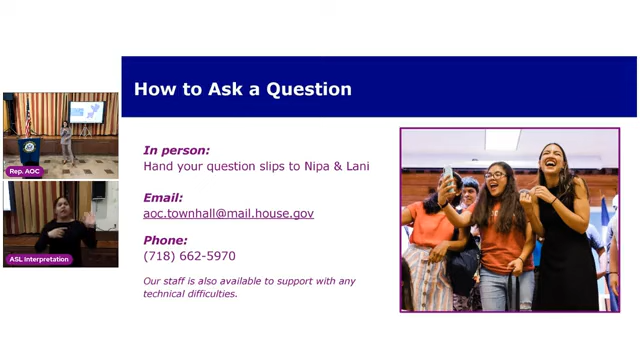 How to Ask a Question
In person:
Hand your question slips to Nipa & Lani
Email:
aoc.townhall@mail.house.gov
Phone:
(718) 662-5970
Our staff is also available to support with any
technical difficulties.
Rep. AOC
ASL Interpretation